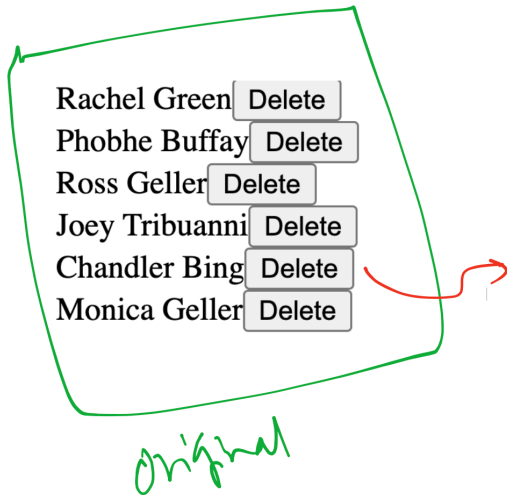 Rachel Green Delete
Phobhe Buffay Delete
Ross Geller Delete
Joey Tribuanni Delete
Chandler Bing Delete
Monica Geller Delete
Original